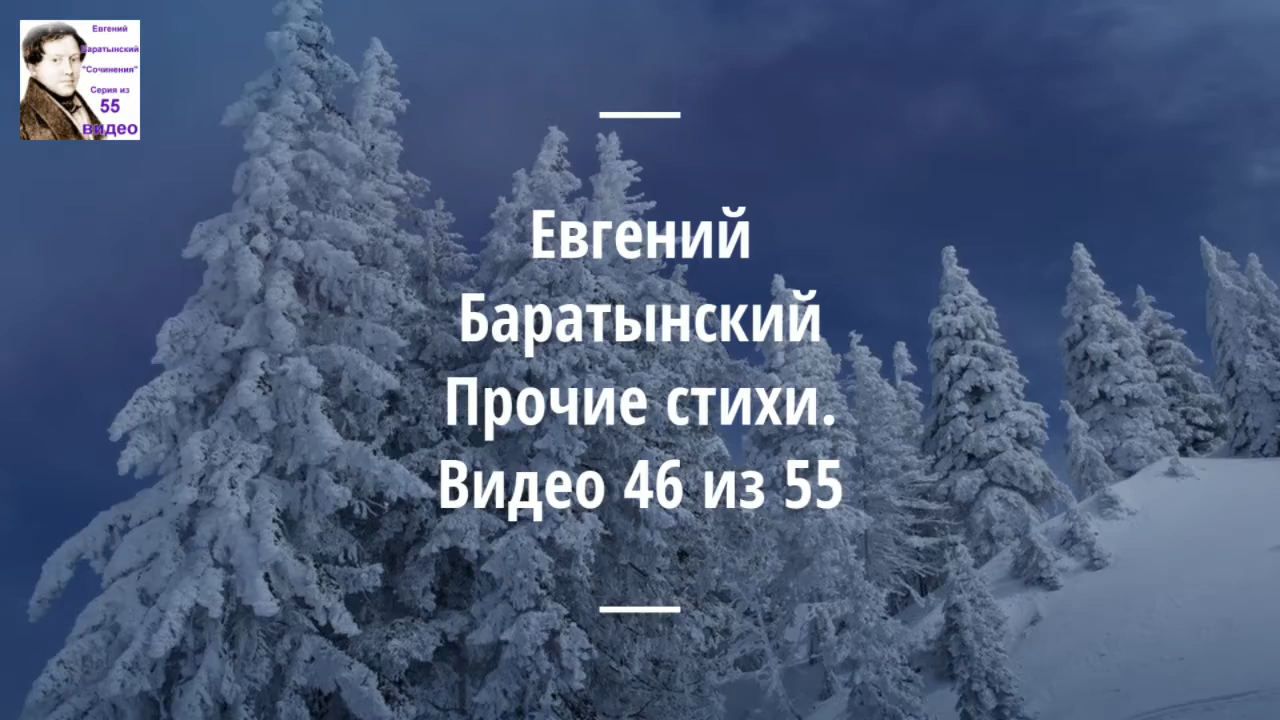 Евгений
Баратынский
"Сочинения"
Серия из
55
видео
Евгений
Баратынский
Прочие стихи.
Видео 46 из 55